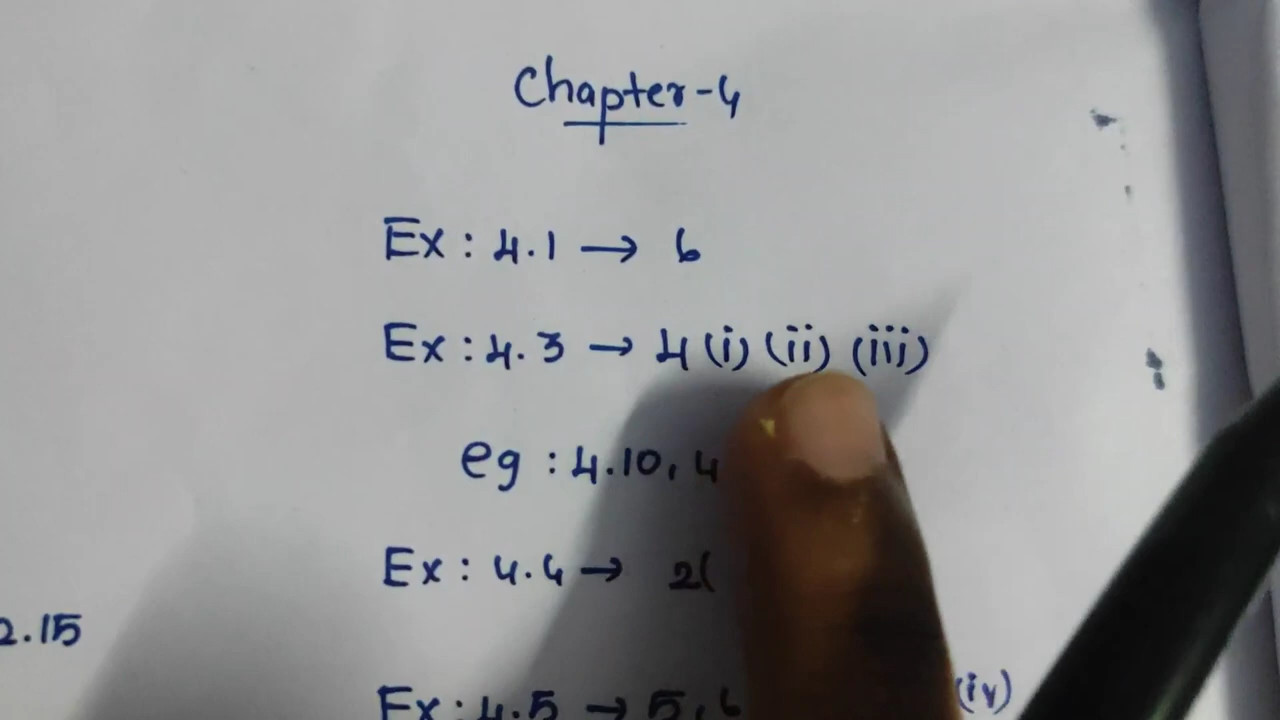 Chapter-4
Ex : 4.1 → 6
Ex : 4.3 → 4 (i) (ii) (iii)
eg : 4.10, 4
Ex : 4.4 → 2(
2.15
Ex : 4.5 → 5, 6 (iv)